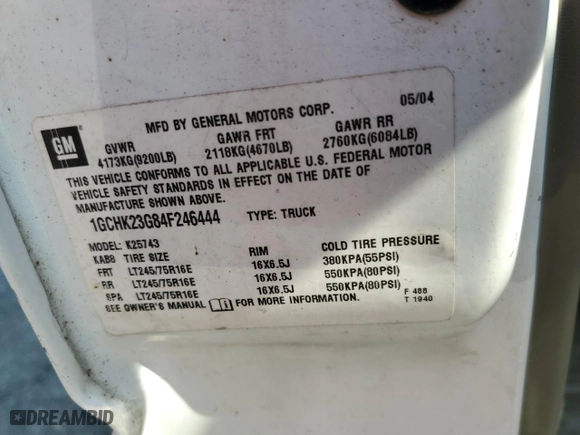 MFD BY GENERAL MOTORS CORP. 05/04
GM
GVWR GAWR FRT GAWR RR
4173KG(9200LB) 2118KG(4670LB) 2760KG(6084LB)
THIS VEHICLE CONFORMS TO ALL APPLICABLE U.S. FEDERAL MOTOR
VEHICLE SAFETY STANDARDS IN EFFECT ON THE DATE OF
MANUFACTURE SHOWN ABOVE.
1GCHK23G84F246444 TYPE: TRUCK
MODEL: K25743
KABB TIRE SIZE RIM COLD TIRE PRESSURE
FRT LT245/75R16E 16X6.5J 380KPA(55PSI)
RR LT245/75R16E 16X6.5J 550KPA(80PSI)
SPA LT245/75R16E 16X6.5J 550KPA(80PSI)
SEE OWNER'S MANUAL FOR MORE INFORMATION. F 488
T 1940
DREAMBID